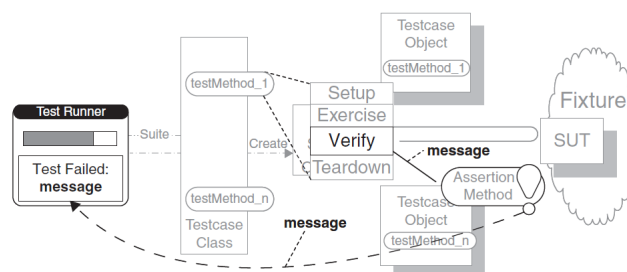 Test Runner
Test Failed:
message
Suite
Create
testMethod_1
testMethod_n
Testcase
Class
Setup
Exercise
Verify
Teardown
Testcase
Object
testMethod_1
message
Assertion
Method
Fixture
SUT
Testcase
Object
testMethod_n
message